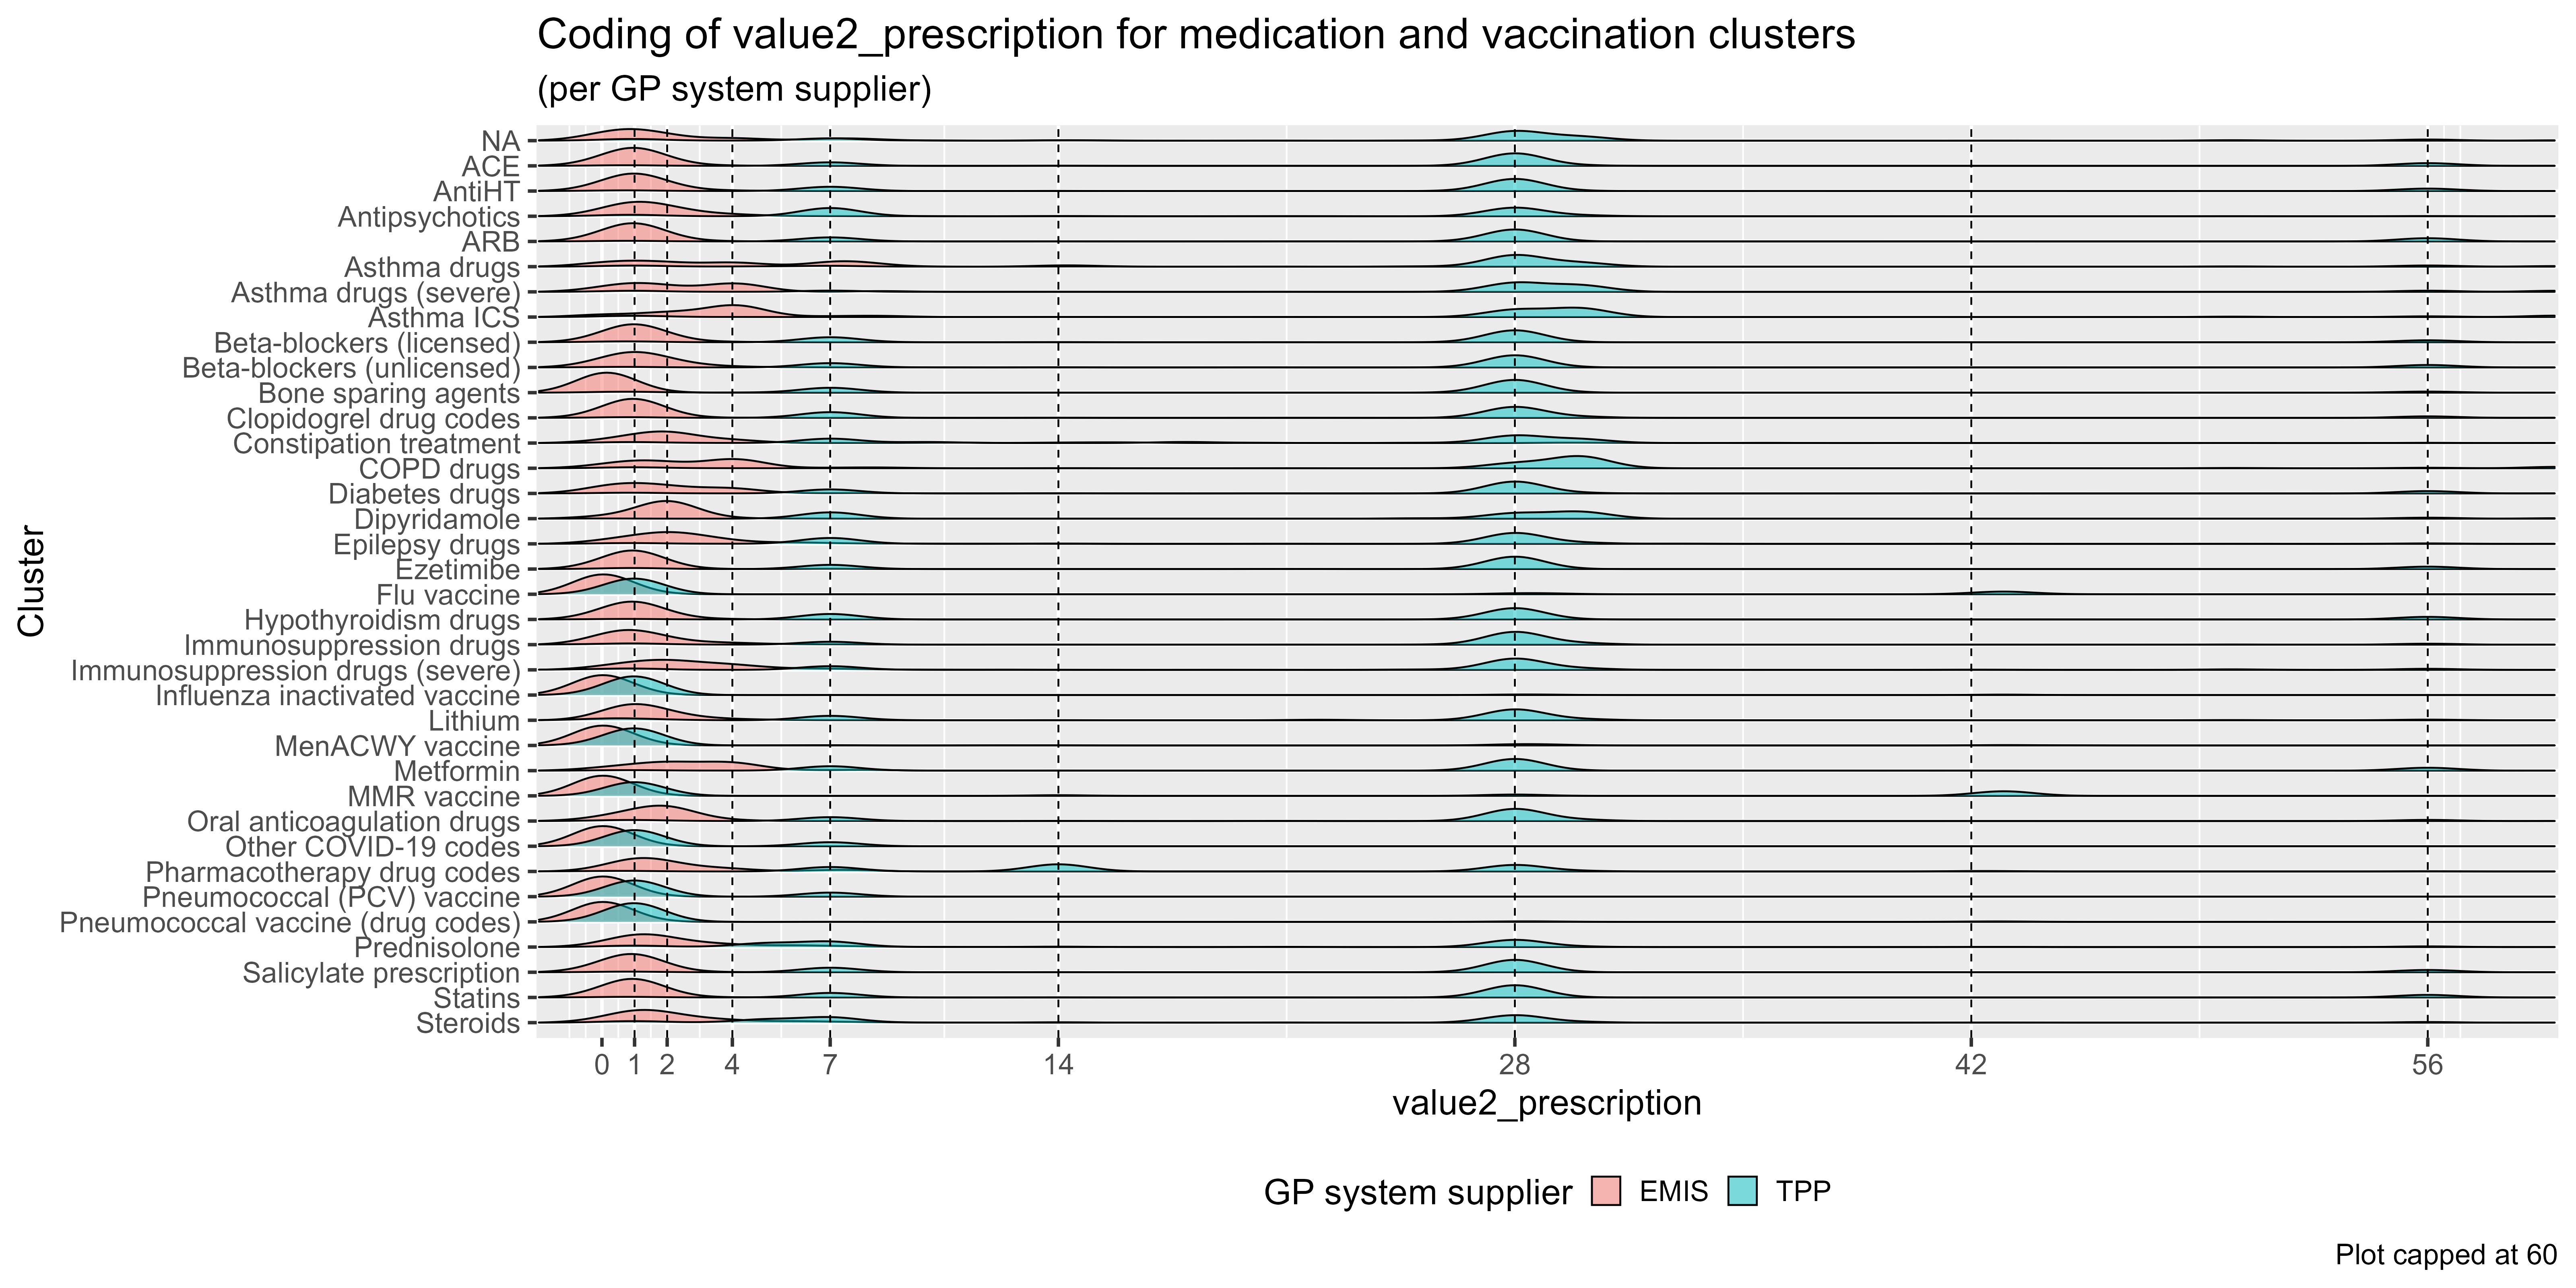 Coding of value2_prescription for medication and vaccination clusters
(per GP system supplier)
Cluster
NA
ACE
AntiHT
Antipsychotics
ARB
Asthma drugs
Asthma drugs (severe)
Asthma ICS
Beta-blockers (licensed)
Beta-blockers (unlicensed)
Bone sparing agents
Clopidogrel drug codes
Constipation treatment
COPD drugs
Diabetes drugs
Dipyridamole
Epilepsy drugs
Ezetimibe
Flu vaccine
Hypothyroidism drugs
Immunosuppression drugs
Immunosuppression drugs (severe)
Influenza inactivated vaccine
Lithium
MenACWY vaccine
Metformin
MMR vaccine
Oral anticoagulation drugs
Other COVID-19 codes
Pharmacotherapy drug codes
Pneumococcal (PCV) vaccine
Pneumococcal vaccine (drug codes)
Prednisolone
Salicylate prescription
Statins
Steroids
0 1 2 4 7 14 28 42 56
value2_prescription
GP system supplier EMIS TPP
Plot capped at 60